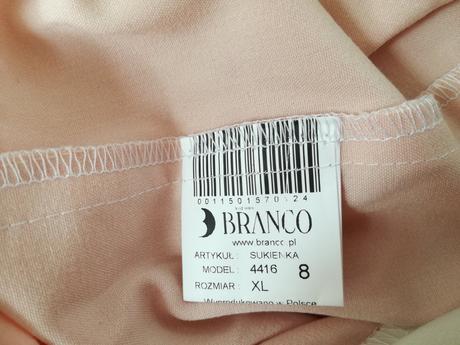 0011501570 24
BRANCO
www.branco.pl
ARTYKUŁ: SUKIENKA
MODEL: 4416 8
ROZMIAR: XL
Wyprodukowano w Polsce